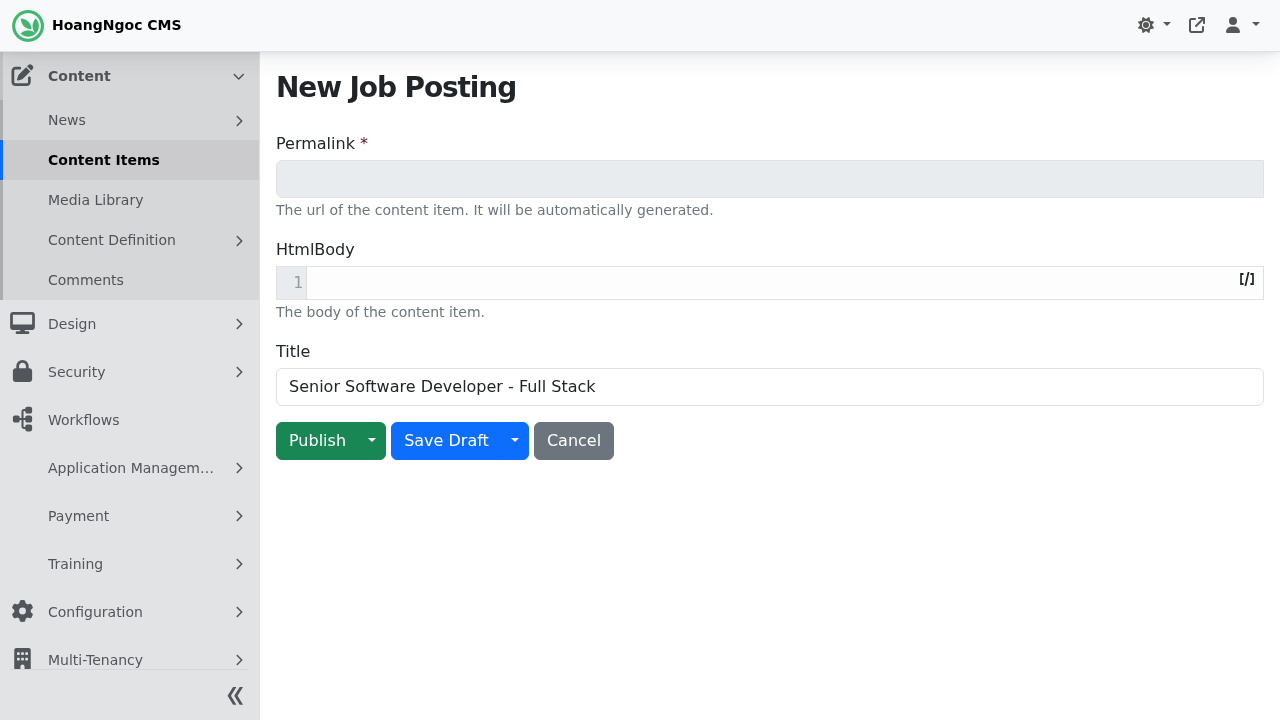 HoangNgoc CMS
Content
News
Content Items
Media Library
Content Definition
Comments
Design
Security
Workflows
Application Managem...
Payment
Training
Configuration
Multi-Tenancy
New Job Posting
Permalink *
The url of the content item. It will be automatically generated.
HtmlBody
1
[/]
The body of the content item.
Title
Senior Software Developer - Full Stack
Publish
Save Draft
Cancel